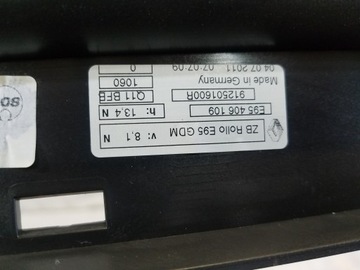 ZB Rollo E95 GDM v: 8,1 N
E95 406 109 h: 13.4 N
912501600R Q11 BFB
Made in Germany 1060
04.07.2011 07:07:09 0